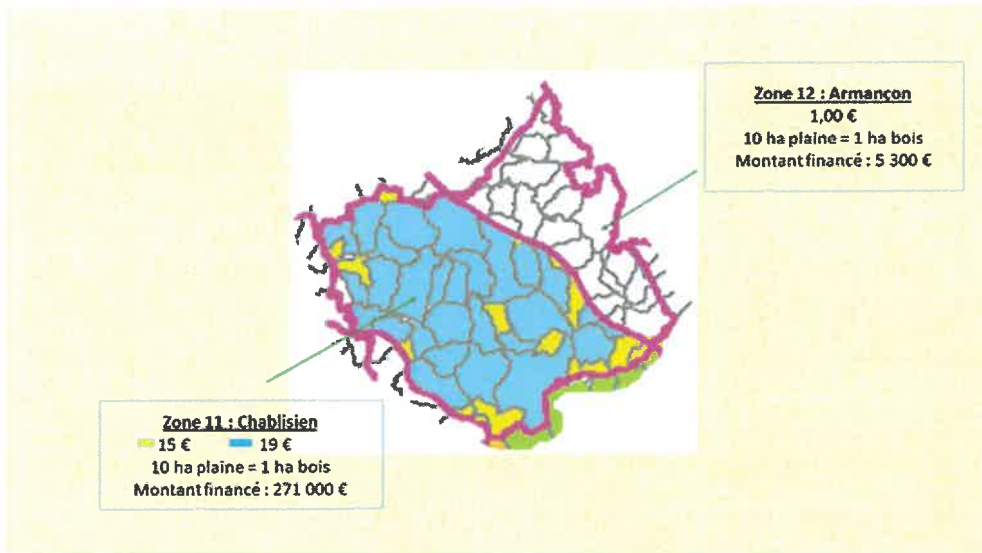 Zone 12 : Armançon
1,00 €
10 ha plaine = 1 ha bois
Montant financé : 5 300 €
Zone 11 : Chablisien
15 € 19 €
10 ha plaine = 1 ha bois
Montant financé : 271 000 €